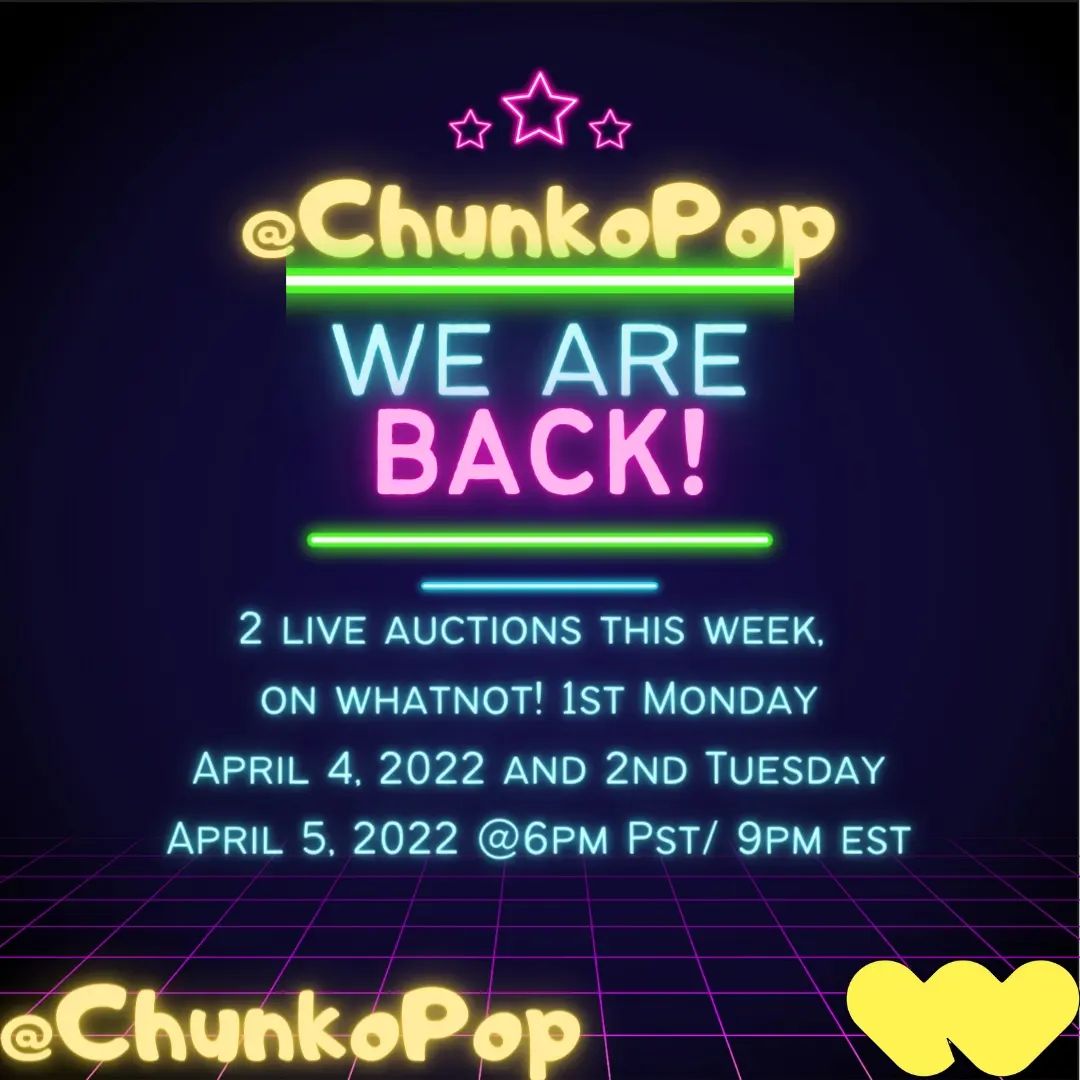 @ChunkoPop
WE ARE
BACK!
2 LIVE AUCTIONS THIS WEEK,
ON WHATNOT! 1ST MONDAY
APRIL 4, 2022 AND 2ND TUESDAY
APRIL 5, 2022 @6PM PST/ 9PM EST
@ChunkoPop